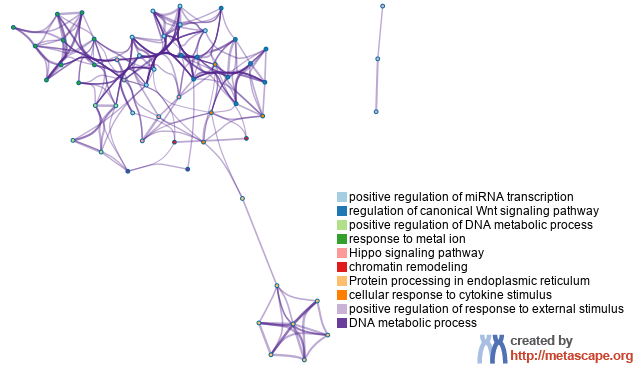 positive regulation of miRNA transcription
regulation of canonical Wnt signaling pathway
positive regulation of DNA metabolic process
response to metal ion
Hippo signaling pathway
chromatin remodeling
Protein processing in endoplasmic reticulum
cellular response to cytokine stimulus
positive regulation of response to external stimulus
DNA metabolic process
created by
http://metascape.org